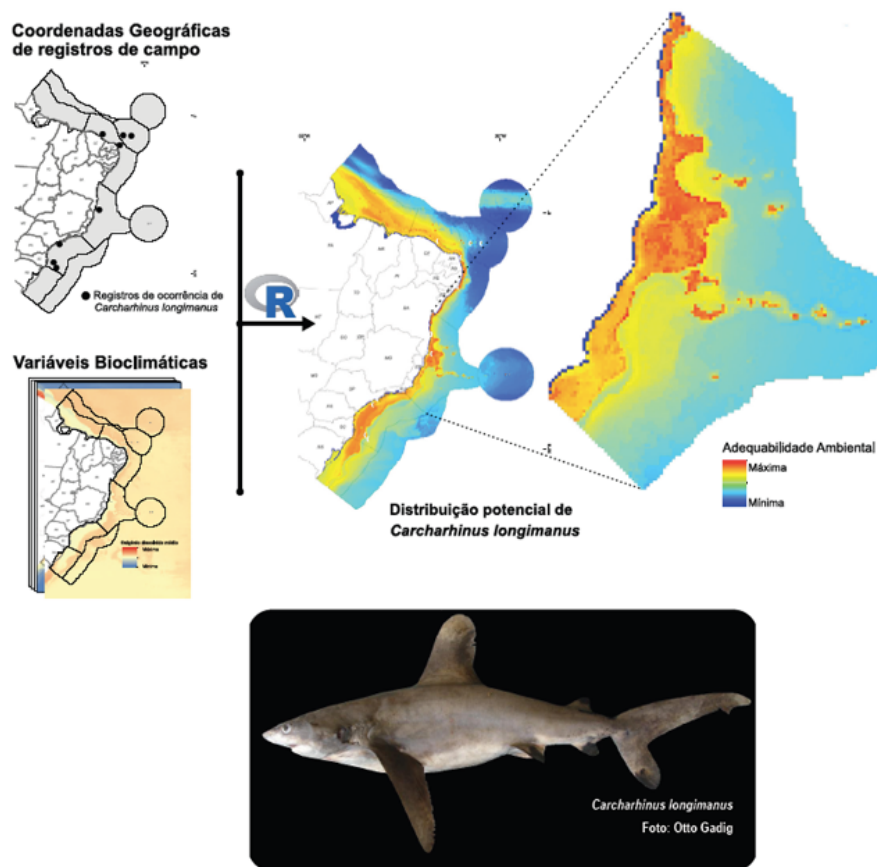 Coordenadas Geográficas
de registros de campo
Registros de ocorrência de
Carcharhinus longimanus
Variáveis Bioclimáticas
Máxima
Mínima
R
Distribuição potencial de
Carcharhinus longimanus
Adequabilidade Ambiental
Máxima
Mínima
Carcharhinus longimanus
Foto: Otto Gadig